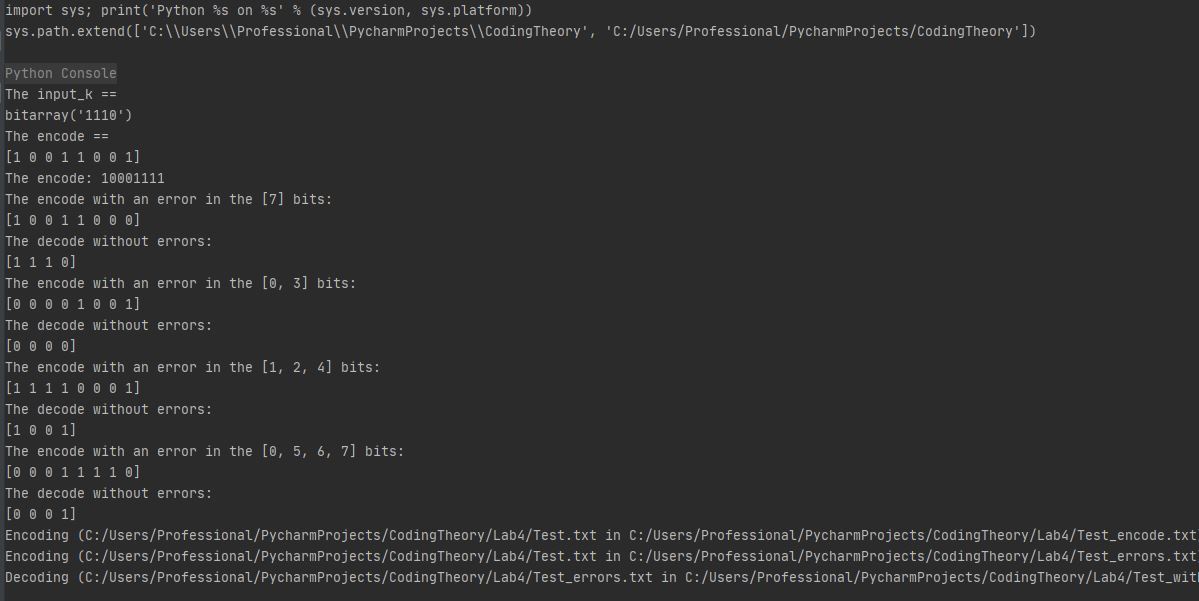 import sys; print('Python %s on %s' % (sys.version, sys.platform))
sys.path.extend(['C:\\Users\\Professional\\PycharmProjects\\CodingTheory', 'C:/Users/Professional/PycharmProjects/CodingTheory'])
Python Console
The input_k ==
bitarray('1110')
The encode ==
[1 0 0 1 1 0 0 1]
The encode: 10001111
The encode with an error in the [7] bits:
[1 0 0 1 1 0 0 0]
The decode without errors:
[1 1 1 0]
The encode with an error in the [0, 3] bits:
[0 0 0 0 1 0 0 1]
The decode without errors:
[0 0 0 0]
The encode with an error in the [1, 2, 4] bits:
[1 1 1 1 0 0 0 1]
The decode without errors:
[1 0 0 1]
The encode with an error in the [0, 5, 6, 7] bits:
[0 0 0 1 1 1 1 0]
The decode without errors:
[0 0 0 1]
Encoding (C:/Users/Professional/PycharmProjects/CodingTheory/Lab4/Test.txt in C:/Users/Professional/PycharmProjects/CodingTheory/Lab4/Test_encode.txt
Encoding (C:/Users/Professional/PycharmProjects/CodingTheory/Lab4/Test.txt in C:/Users/Professional/PycharmProjects/CodingTheory/Lab4/Test_errors.txt
Decoding (C:/Users/Professional/PycharmProjects/CodingTheory/Lab4/Test_errors.txt in C:/Users/Professional/PycharmProjects/CodingTheory/Lab4/Test_wit